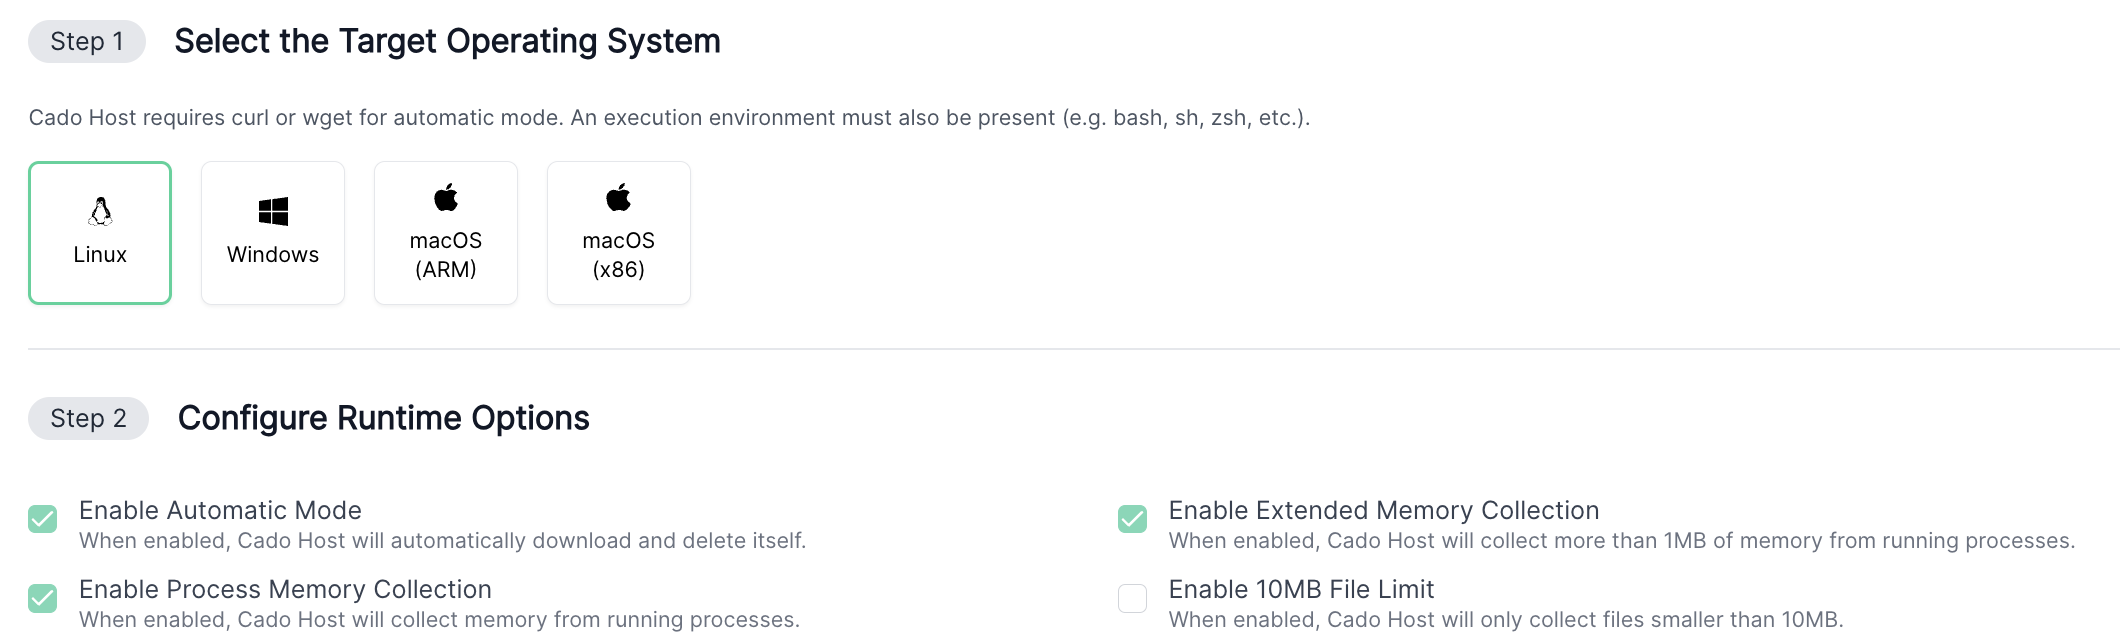 Step 1 Select the Target Operating System
Cado Host requires curl or wget for automatic mode. An execution environment must also be present (e.g. bash, sh, zsh, etc.).
Linux
Windows
macOS
(ARM)
macOS
(x86)
Step 2 Configure Runtime Options
Enable Automatic Mode
When enabled, Cado Host will automatically download and delete itself.
Enable Extended Memory Collection
When enabled, Cado Host will collect more than 1MB of memory from running processes.
Enable Process Memory Collection
When enabled, Cado Host will collect memory from running processes.
Enable 10MB File Limit
When enabled, Cado Host will only collect files smaller than 10MB.